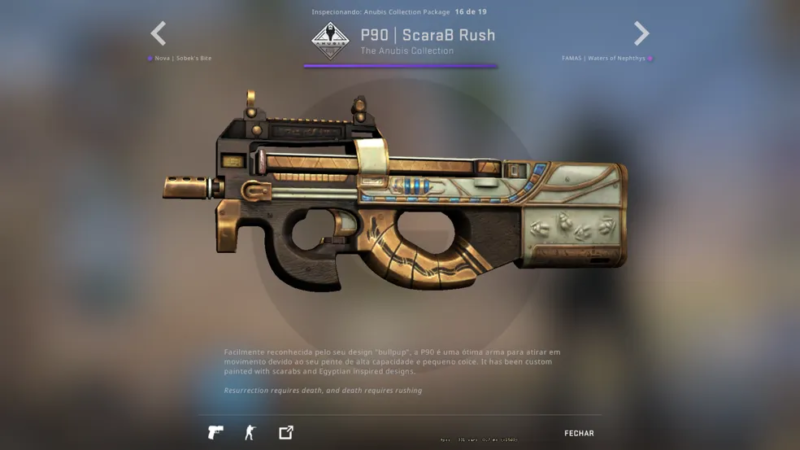 Inspecionando: Anubis Collection Package 16 de 19
P90 | ScaraB Rush
The Anubis Collection
Nova | Sobek's Bite
FAMAS | Waters of Nephthys
Facilmente reconhecida pelo seu design "bullpup", a P90 é uma ótima arma para atirar em
movimento devido ao seu pente de alta capacidade e pequeno coice. It has been custom
painted with scarabs and Egyptian inspired designs.
Resurrection requires death, and death requires rushing
FECHAR